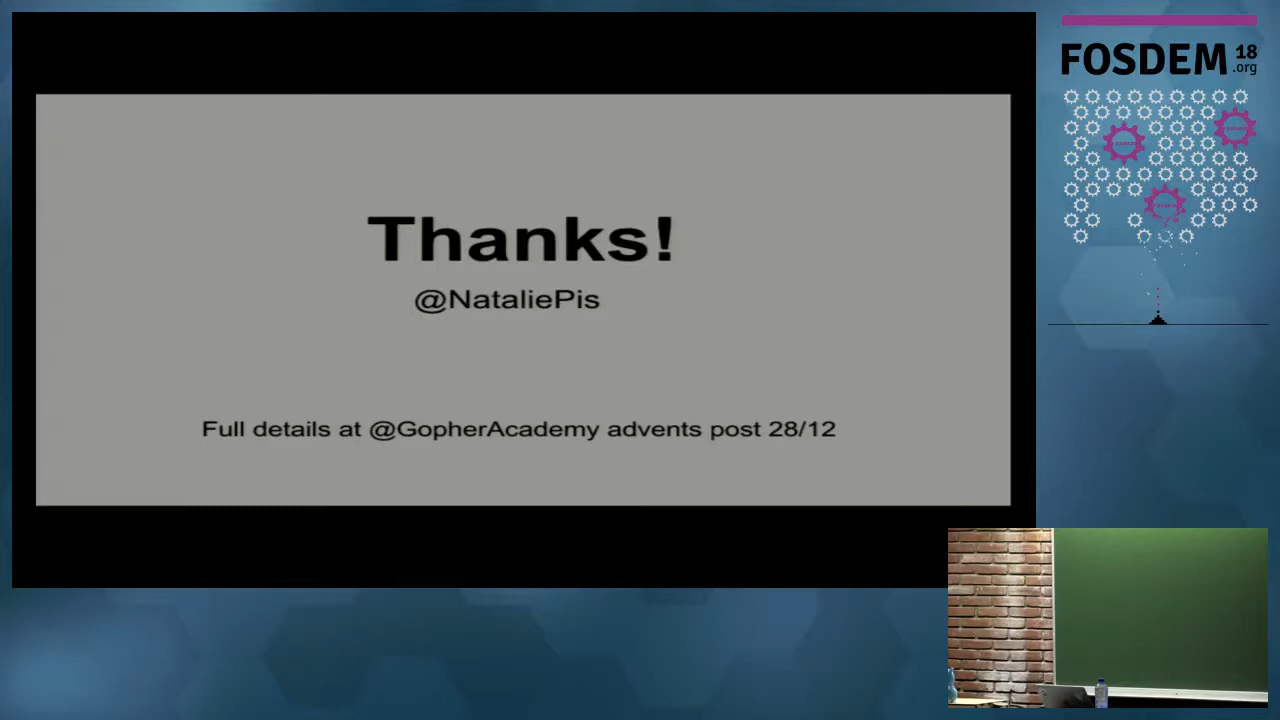 Thanks!
@NataliePis
Full details at @GopherAcademy advents post 28/12
FOSDEM 18
.org